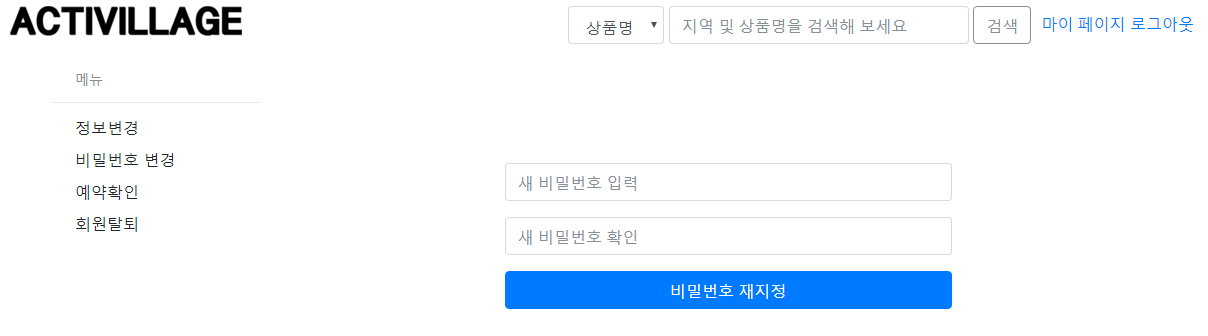 ACTIVILLAGE
상품명 지역 및 상품명을 검색해 보세요 검색 마이 페이지 로그아웃
메뉴
정보변경
비밀번호 변경
예약확인
회원탈퇴
새 비밀번호 입력
새 비밀번호 확인
비밀번호 재지정